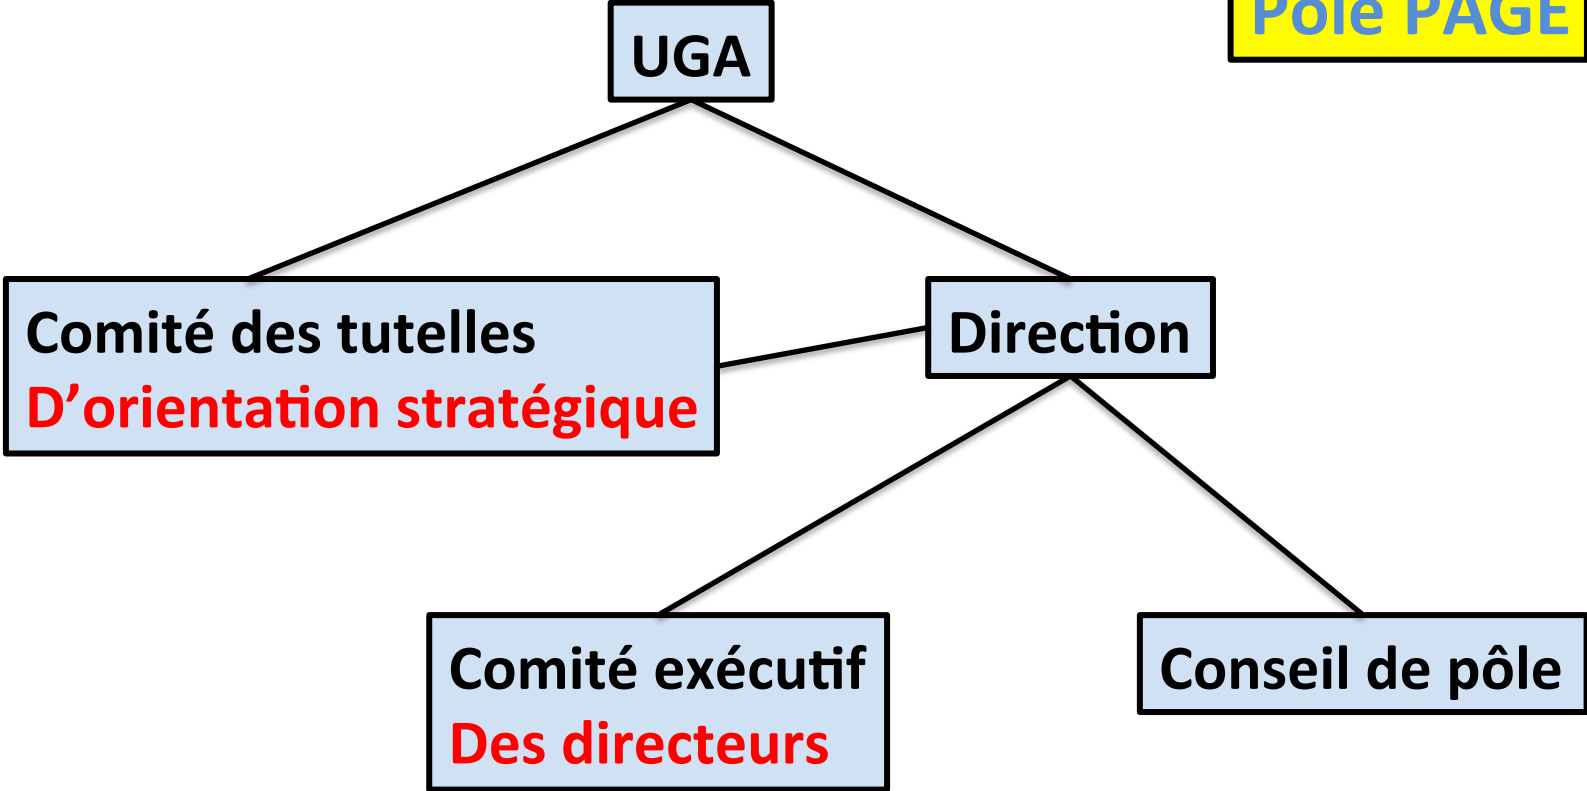 Pôle PAGE
UGA
Comité des tutelles
D’orientation stratégique
Direction
Comité exécutif
Des directeurs
Conseil de pôle